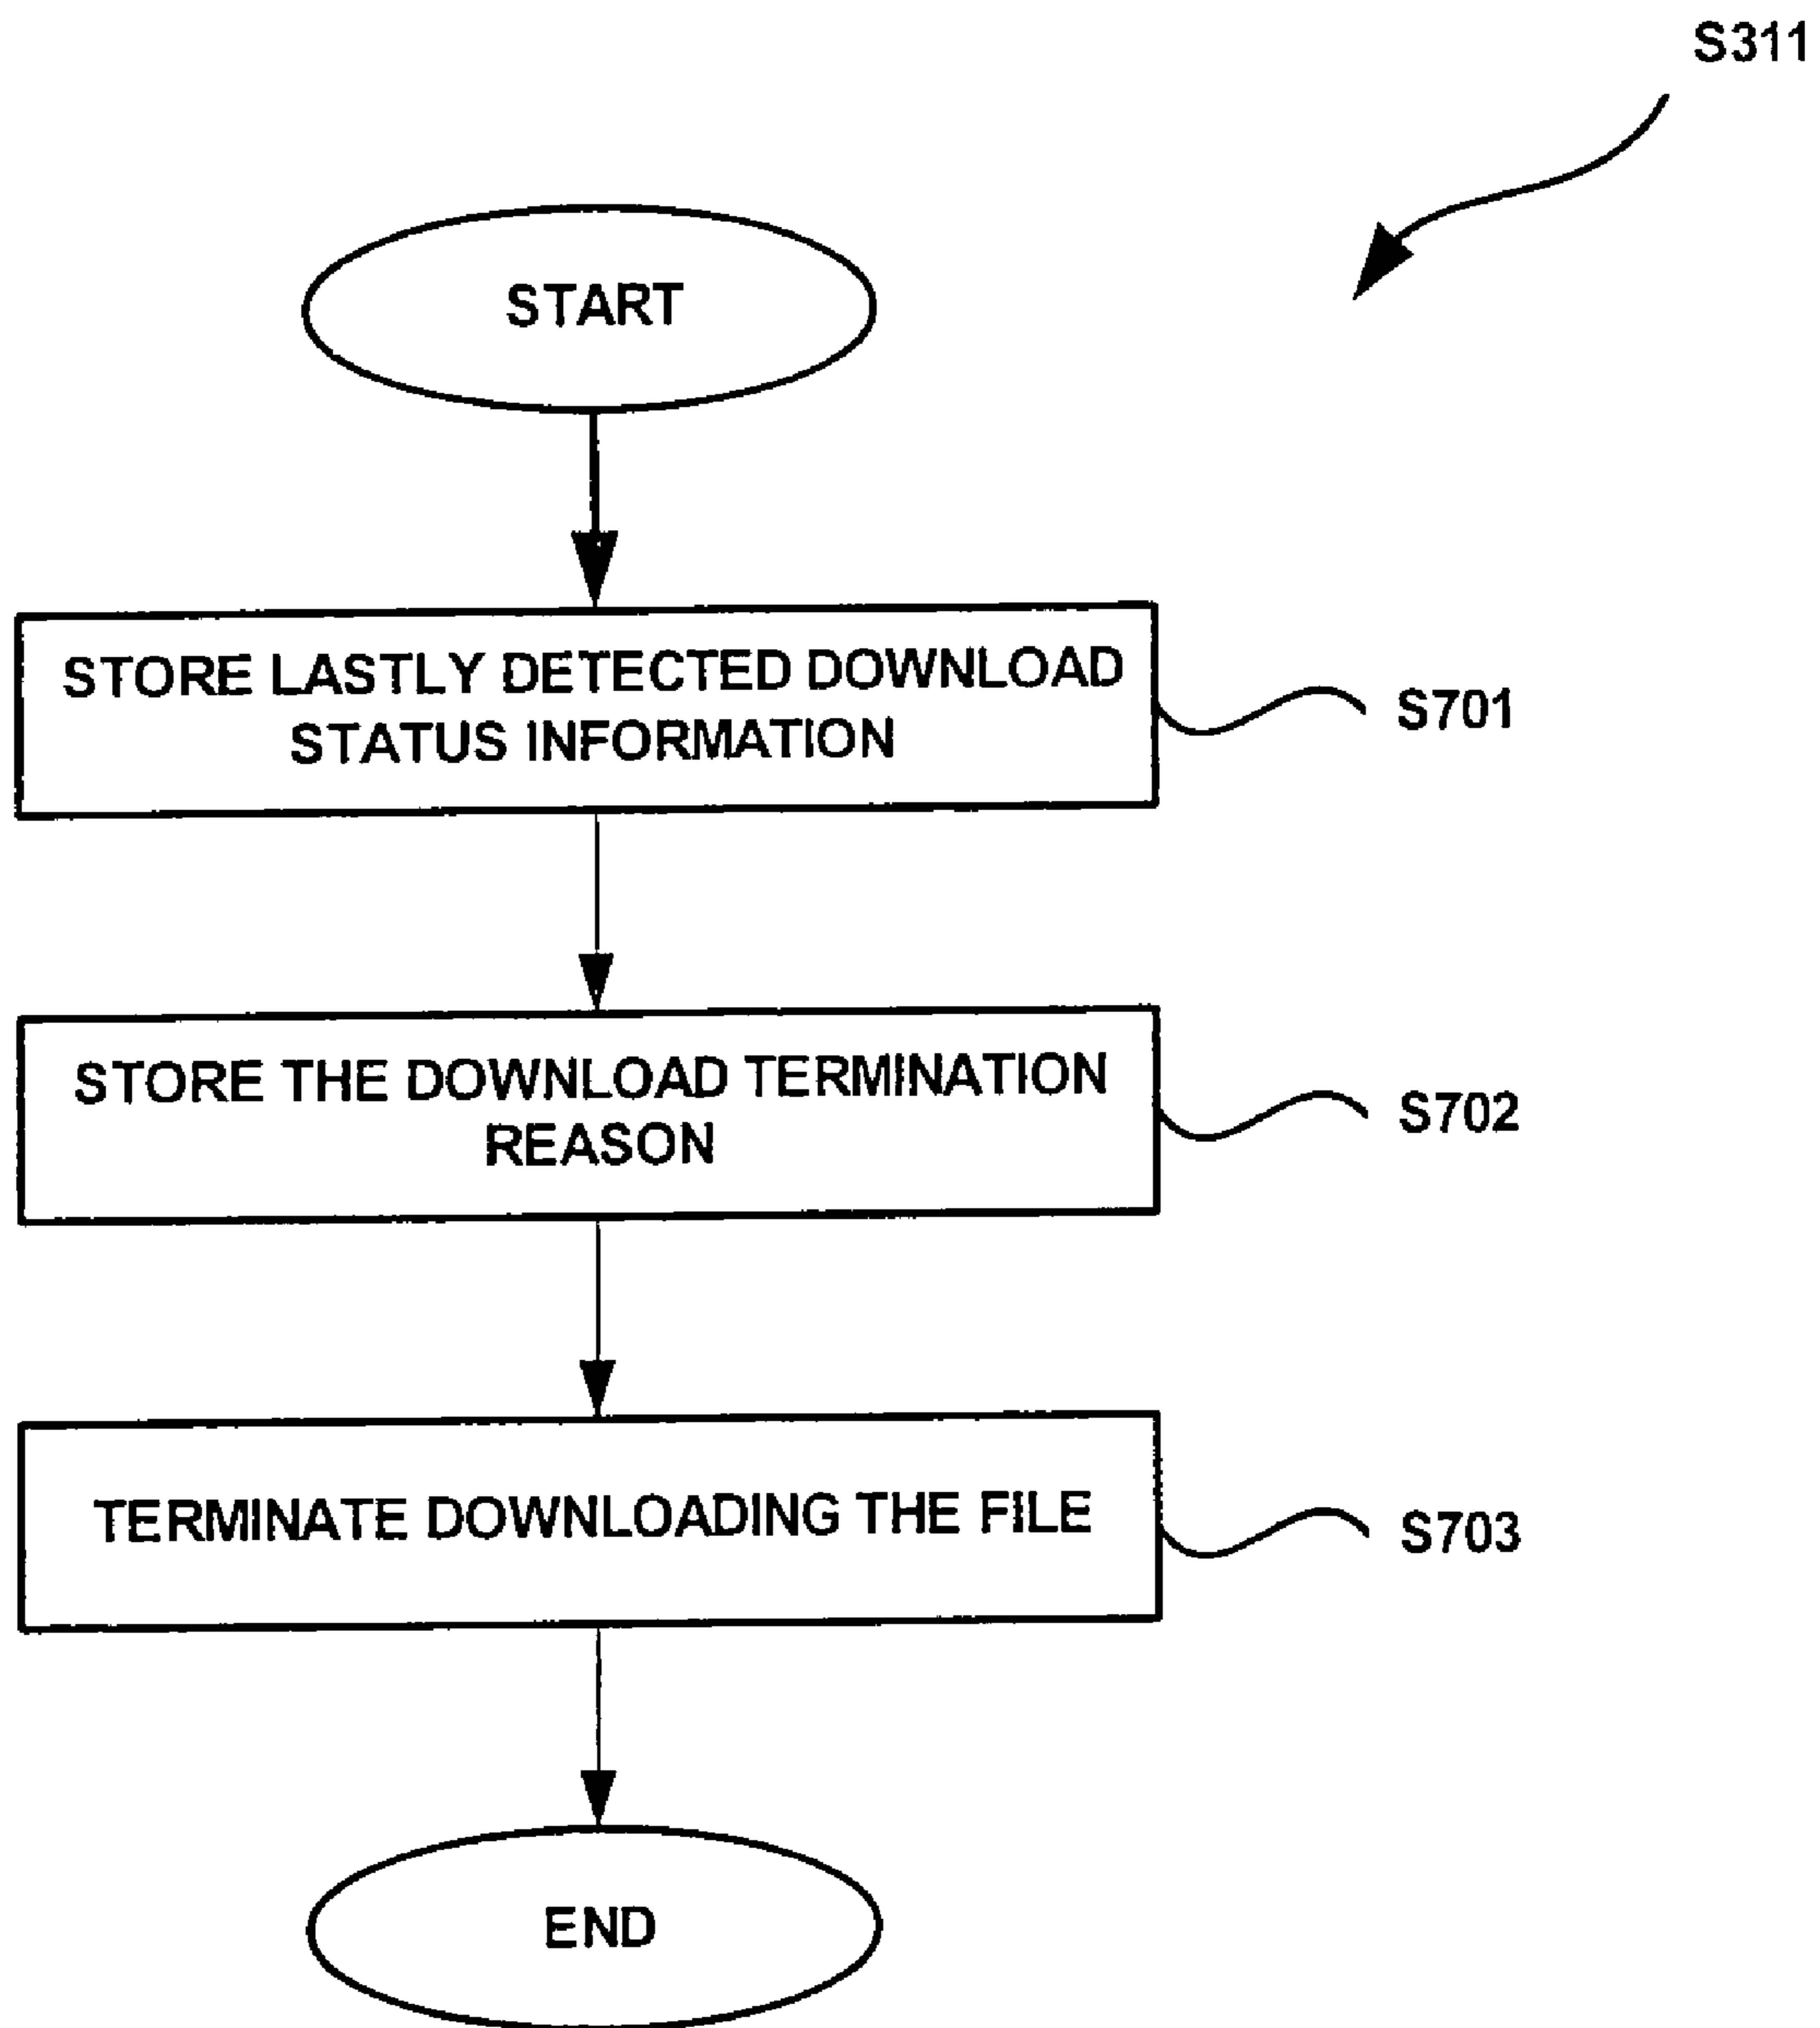 S311
START
STORE LASTLY DETECTED DOWNLOAD
STATUS INFORMATION
S701
STORE THE DOWNLOAD TERMINATION
REASON
S702
TERMINATE DOWNLOADING THE FILE
S703
END